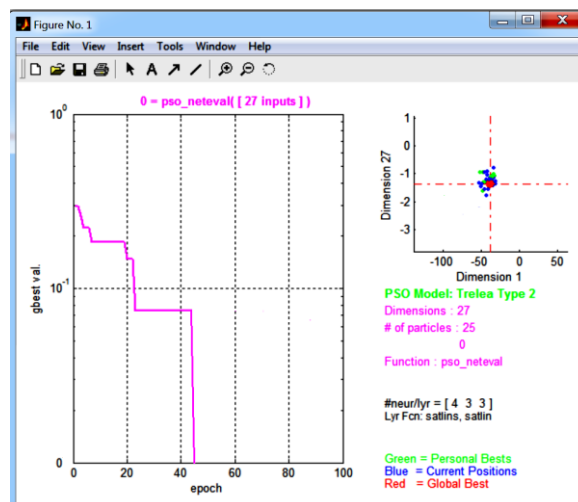 Figure No. 1
File Edit View Insert Tools Window Help
0 = pso_neteval( [ 27 inputs ] )
10^0
10^-1
0
gbest val.
0 20 40 60 80 100
epoch
1
0
-1
-2
-3
Dimension 27
-100 -50 0 50
Dimension 1
PSO Model: Trelea Type 2
Dimensions : 27
# of particles : 25
0
Function : pso_neteval
#neur/lyr = [ 4 3 3 ]
Lyr Fcn: satlins, satlin
Green = Personal Bests
Blue = Current Positions
Red = Global Best